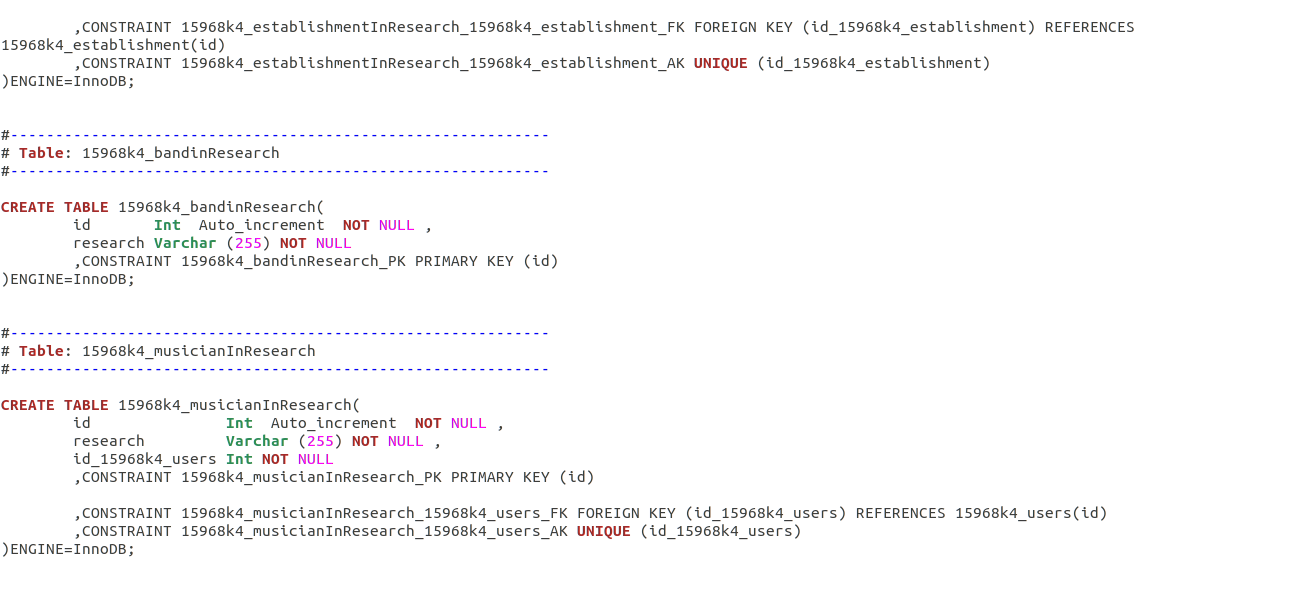 ,CONSTRAINT 15968k4_establishmentInResearch_15968k4_establishment_FK FOREIGN KEY (id_15968k4_establishment) REFERENCES
15968k4_establishment(id)
        ,CONSTRAINT 15968k4_establishmentInResearch_15968k4_establishment_AK UNIQUE (id_15968k4_establishment)
)ENGINE=InnoDB;
#------------------------------------------------------------
# Table: 15968k4_bandinResearch
#------------------------------------------------------------
CREATE TABLE 15968k4_bandinResearch(
        id       Int  Auto_increment  NOT NULL ,
        research Varchar (255) NOT NULL
        ,CONSTRAINT 15968k4_bandinResearch_PK PRIMARY KEY (id)
)ENGINE=InnoDB;
#------------------------------------------------------------
# Table: 15968k4_musicianInResearch
#------------------------------------------------------------
CREATE TABLE 15968k4_musicianInResearch(
        id               Int  Auto_increment  NOT NULL ,
        research         Varchar (255) NOT NULL ,
        id_15968k4_users Int NOT NULL
        ,CONSTRAINT 15968k4_musicianInResearch_PK PRIMARY KEY (id)
        ,CONSTRAINT 15968k4_musicianInResearch_15968k4_users_FK FOREIGN KEY (id_15968k4_users) REFERENCES 15968k4_users(id)
        ,CONSTRAINT 15968k4_musicianInResearch_15968k4_users_AK UNIQUE (id_15968k4_users)
)ENGINE=InnoDB;